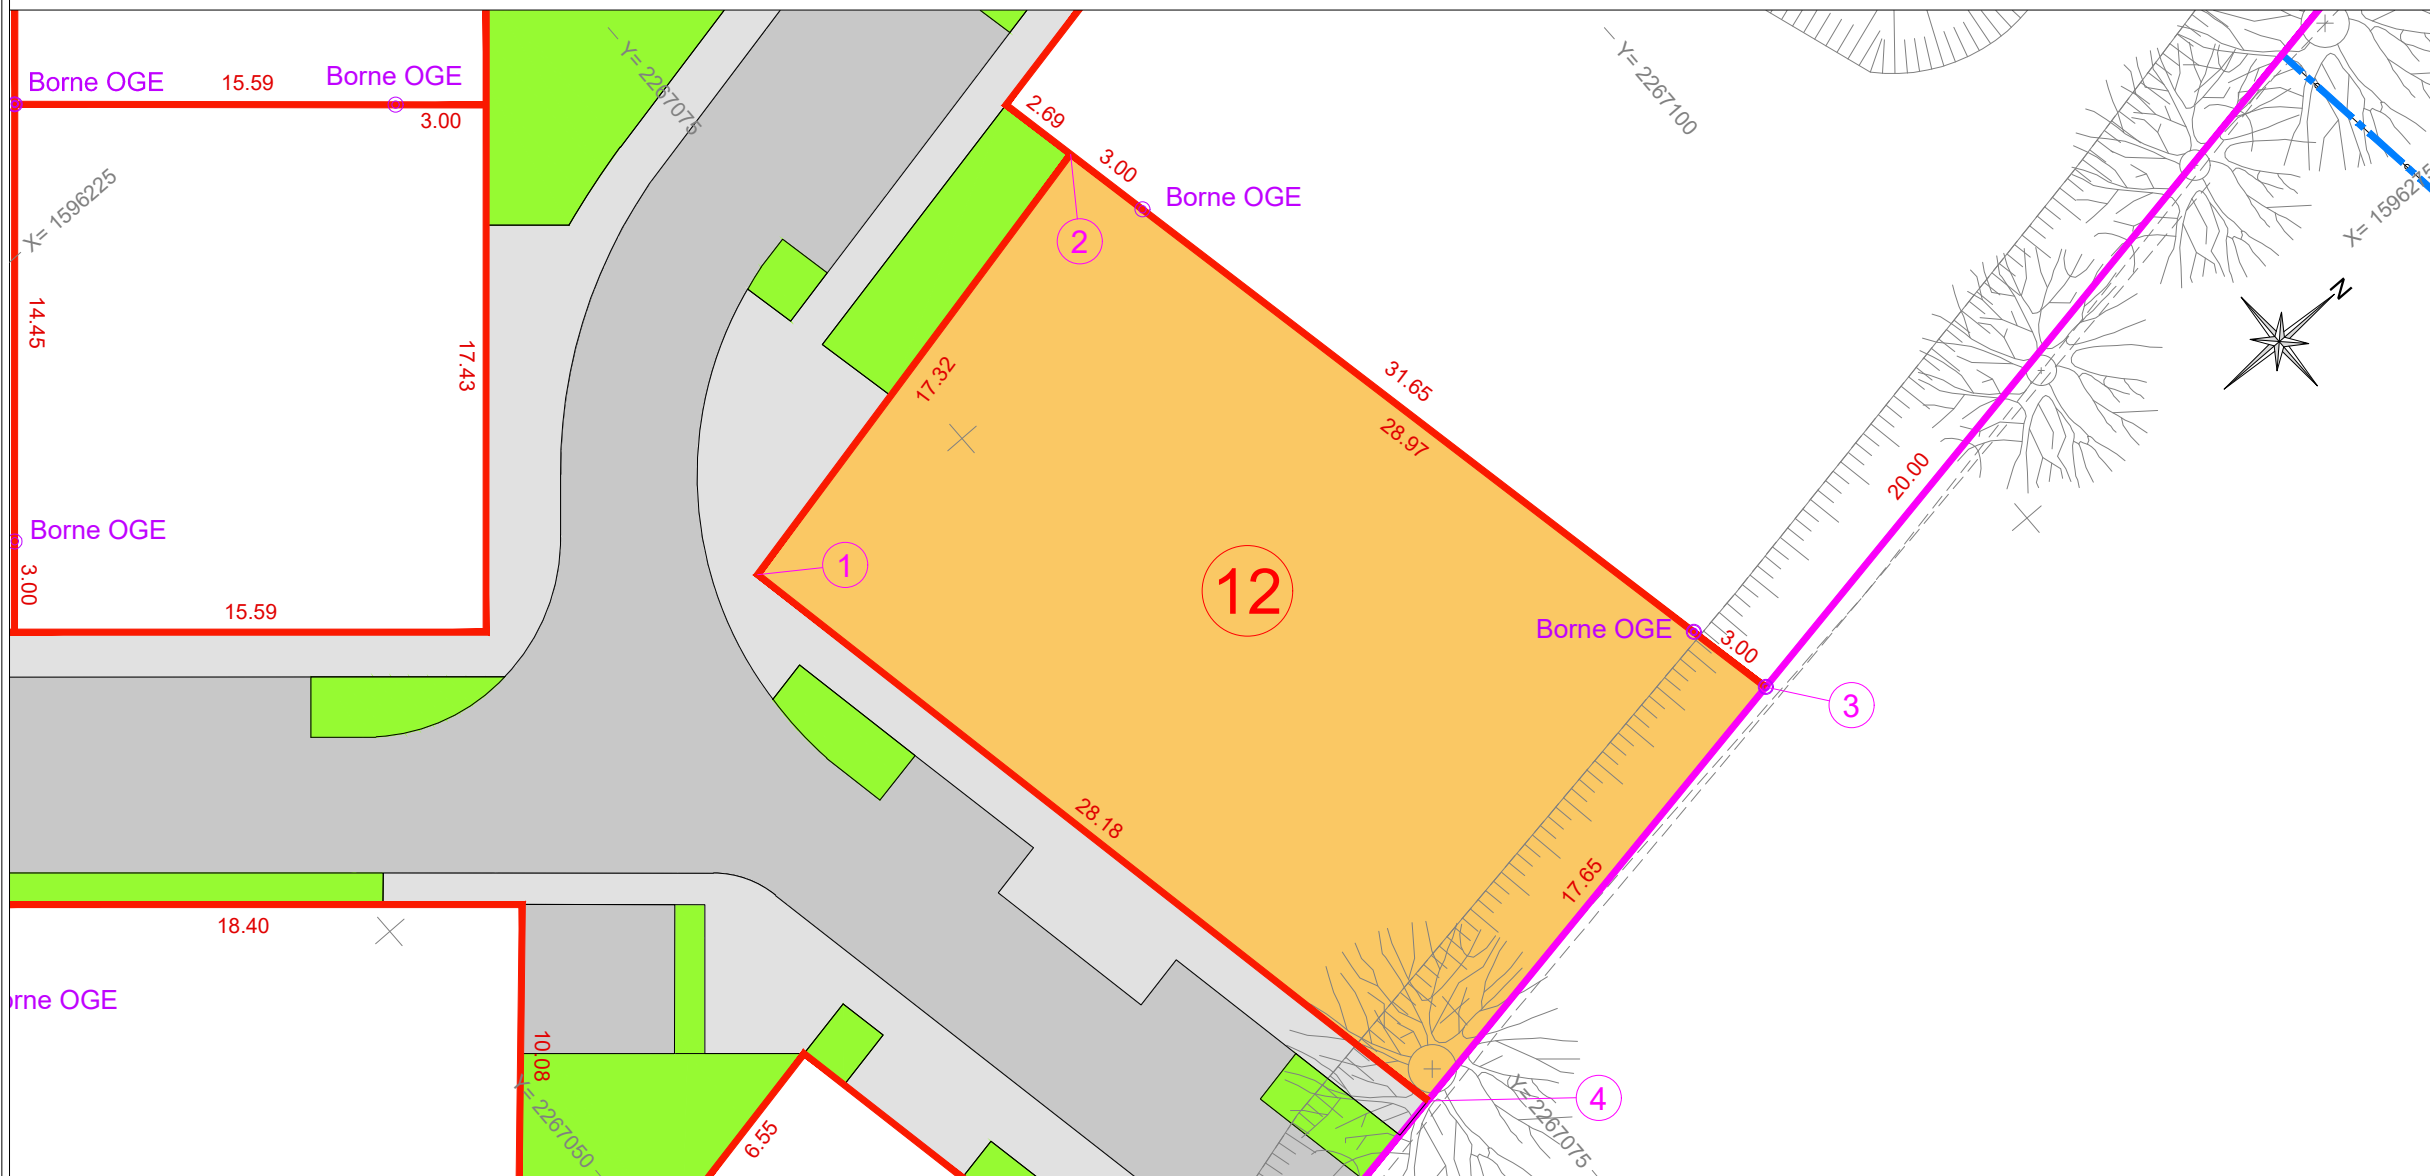 Borne OGE
15.59
Borne OGE
3.00
Y= 2267075
2.69
3.00
Borne OGE
Y= 2267100
X= 1596225
N
2
14.45
17.43
17.32
31.65
28.97
20.00
Borne OGE
3.00
15.59
1
12
Borne OGE
3.00
3
28.18
17.65
18.40
10.08
4
6.55
Y= 2267050
Y= 2267075
OGE